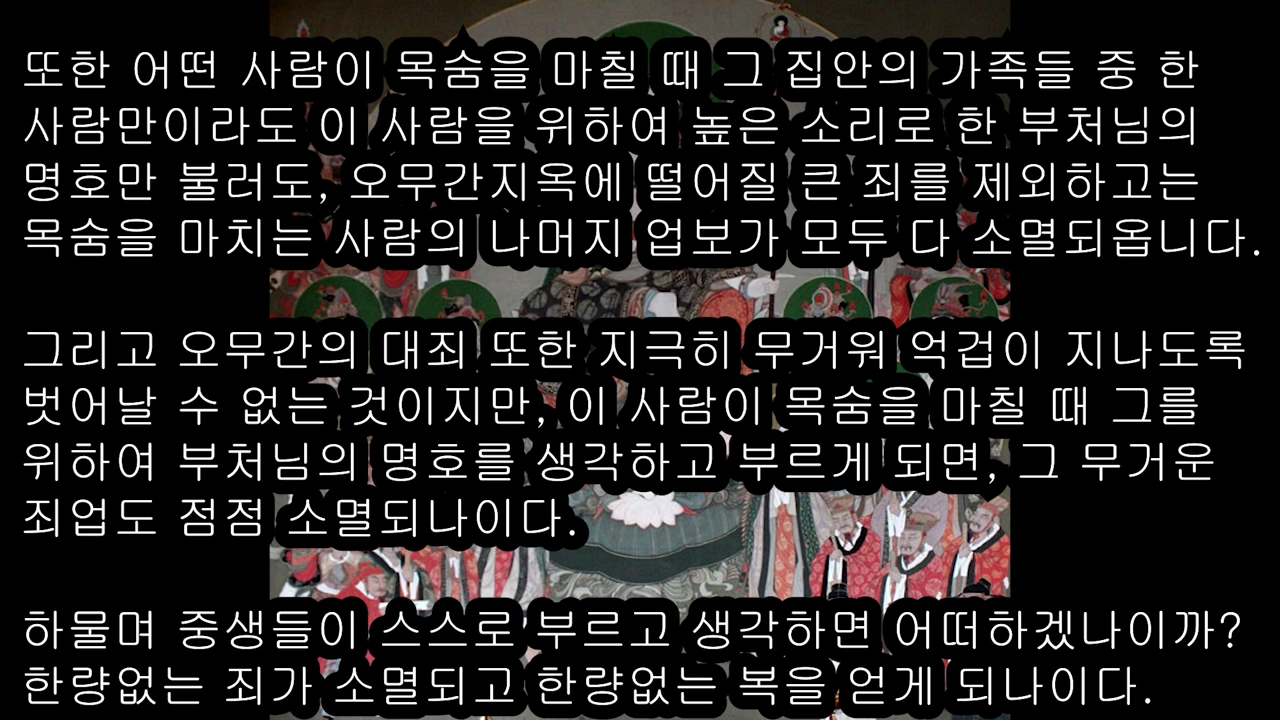 또한 어떤 사람이 목숨을 마칠 때 그 집안의 가족들 중 한
사람만이라도 이 사람을 위하여 높은 소리로 한 부처님의
명호만 불러도, 오무간지옥에 떨어질 큰 죄를 제외하고는
목숨을 마치는 사람의 나머지 업보가 모두 다 소멸되옵니다.
그리고 오무간의 대죄 또한 지극히 무거워 억겁이 지나도록
벗어날 수 없는 것이지만, 이 사람이 목숨을 마칠 때 그를
위하여 부처님의 명호를 생각하고 부르게 되면, 그 무거운
죄업도 점점 소멸되나이다.
하물며 중생들이 스스로 부르고 생각하면 어떠하겠나이까?
한량없는 죄가 소멸되고 한량없는 복을 얻게 되나이다.